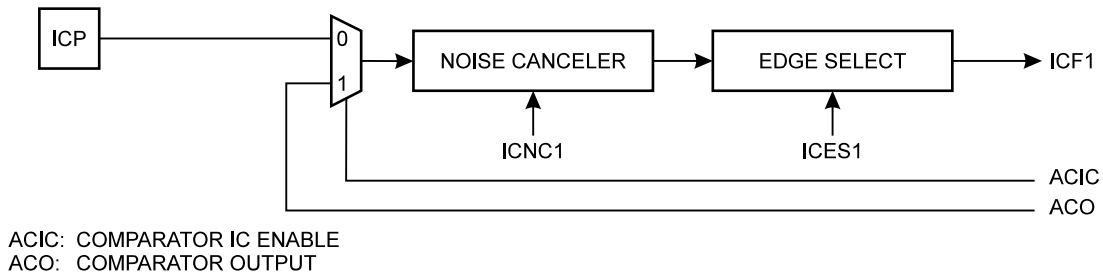 ICP
0
1
NOISE CANCELER
EDGE SELECT
ICF1
ICNC1
ICES1
ACIC
ACO
ACIC: COMPARATOR IC ENABLE
ACO: COMPARATOR OUTPUT